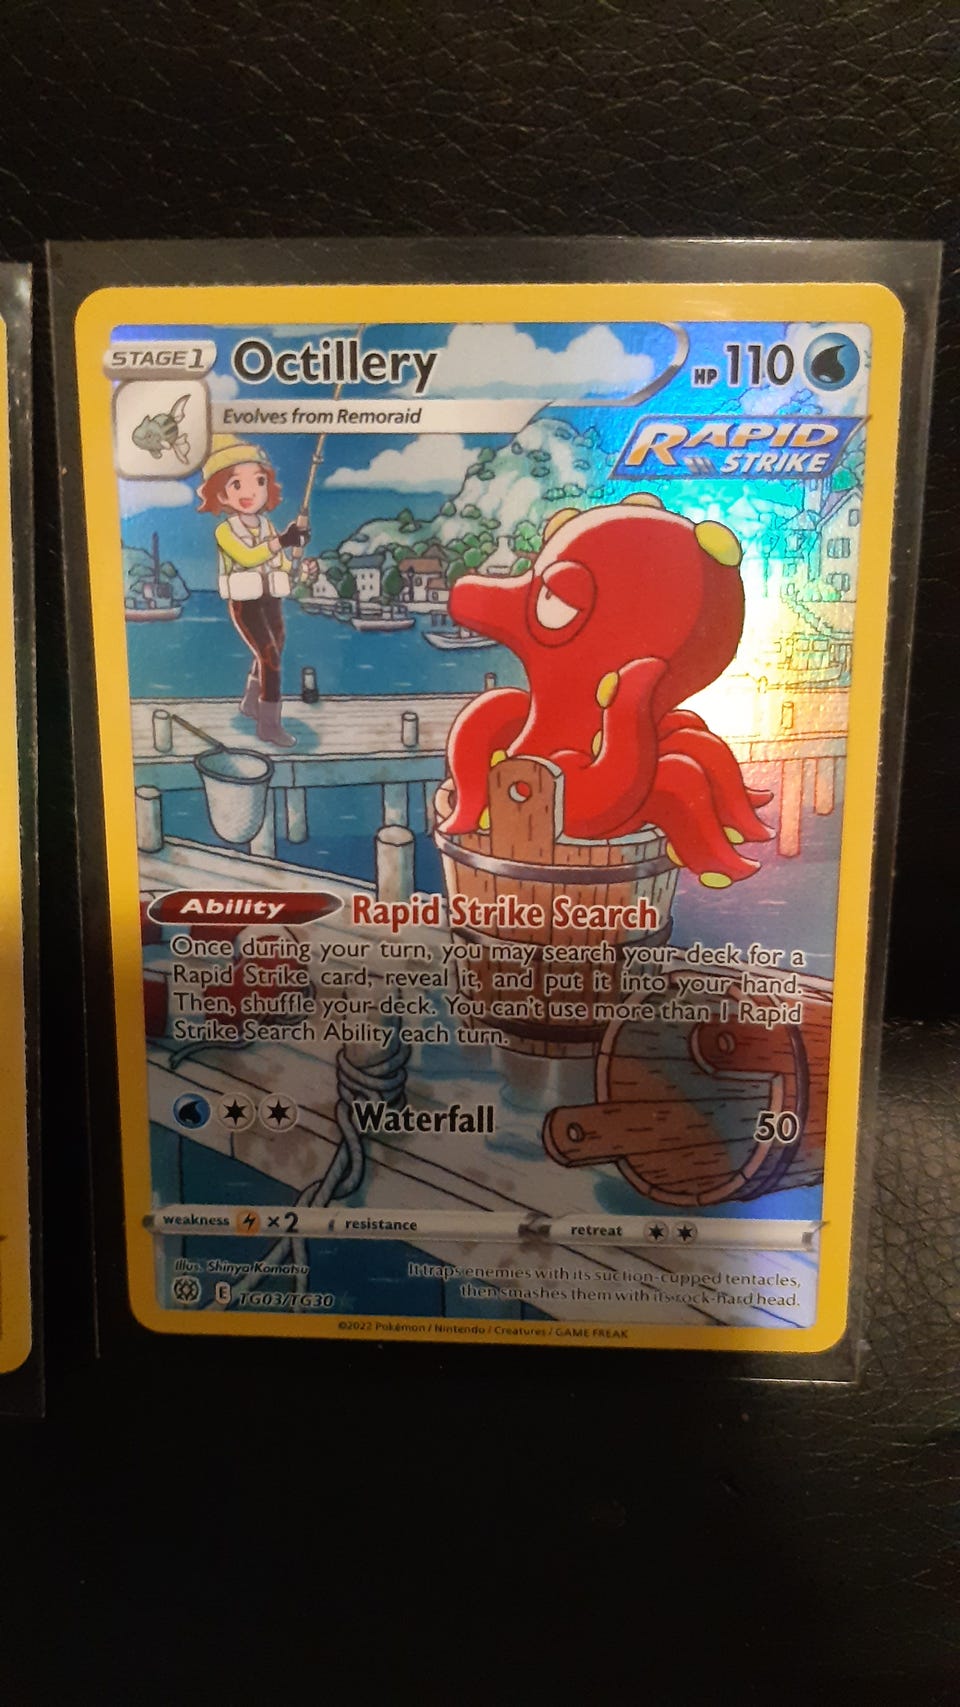 STAGE 1 Octillery HP 110
Evolves from Remoraid
RAPID
STRIKE
Ability Rapid Strike Search
Once during your turn, you may search your deck for a
Rapid Strike card, reveal it, and put it into your hand.
Then, shuffle your deck. You can't use more than 1 Rapid
Strike Search Ability each turn.
Waterfall 50
weakness ×2 resistance retreat
Illus. Shinya Komatsu
It traps enemies with its suction-cupped tentacles,
then smashes them with its rock-hard head.
E TG03/TG30
©2022 Pokémon / Nintendo / Creatures / GAME FREAK